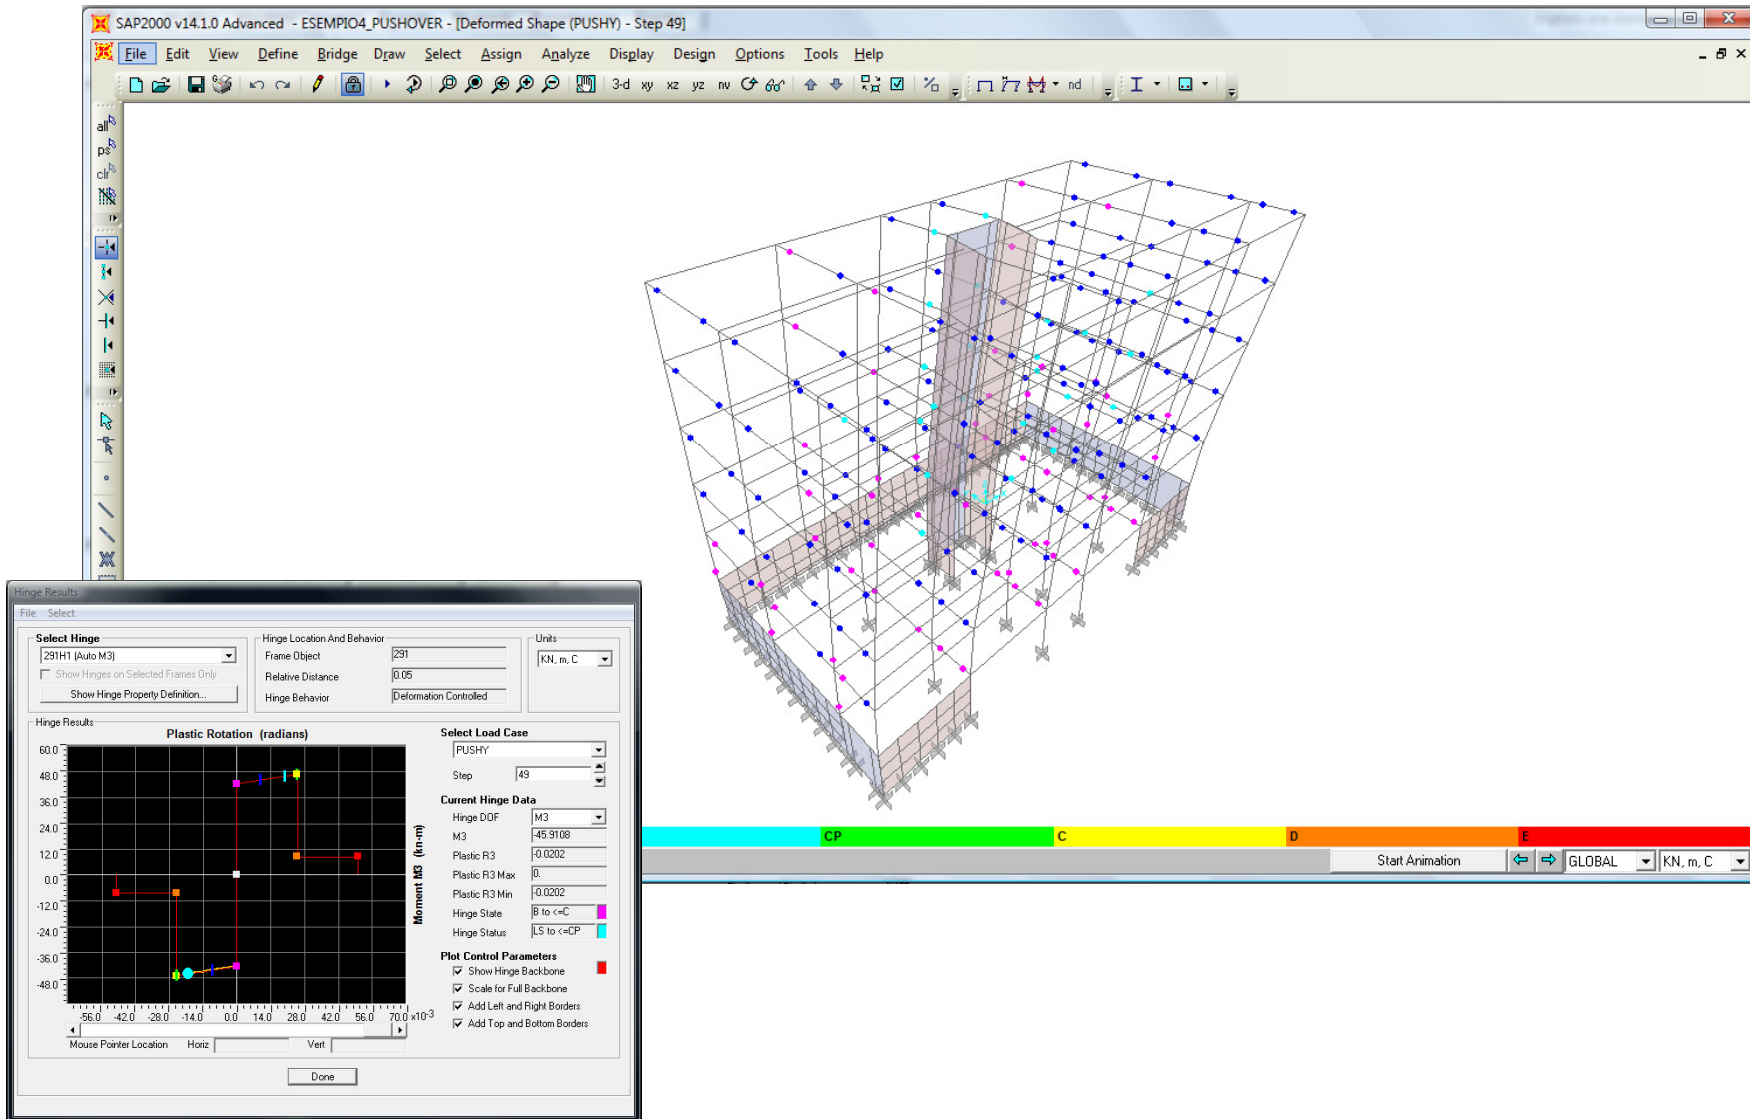 SAP2000 v14.1.0 Advanced - ESEMPIO4_PUSHOVER - [Deformed Shape (PUSHY) - Step 49]
File Edit View Define Bridge Draw Select Assign Analyze Display Design Options Tools Help
3-d xy xz yz nv nd
all
ps
clr
Hinge Results
File Select
Select Hinge
291H1 (Auto M3)
Show Hinges on Selected Frames Only
Show Hinge Property Definition...
Hinge Location And Behavior
Frame Object 291
Relative Distance 0.05
Hinge Behavior Deformation Controlled
Units
KN, m, C
Hinge Results
Plastic Rotation (radians)
60.0
48.0
36.0
24.0
12.0
0.0
-12.0
-24.0
-36.0
-48.0
-56.0 -42.0 -28.0 -14.0 0.0 14.0 28.0 42.0 56.0 70.0 x10-3
Moment M3 (kn-m)
Mouse Pointer Location Horiz Vert
Select Load Case
PUSHY
Step 49
Current Hinge Data
Hinge DOF M3
M3 -45.9108
Plastic R3 -0.0202
Plastic R3 Max 0.
Plastic R3 Min -0.0202
Hinge State B to <=C
Hinge Status LS to <=CP
Plot Control Parameters
Show Hinge Backbone
Scale for Full Backbone
Add Left and Right Borders
Add Top and Bottom Borders
Done
CP C D E
Start Animation GLOBAL KN, m, C